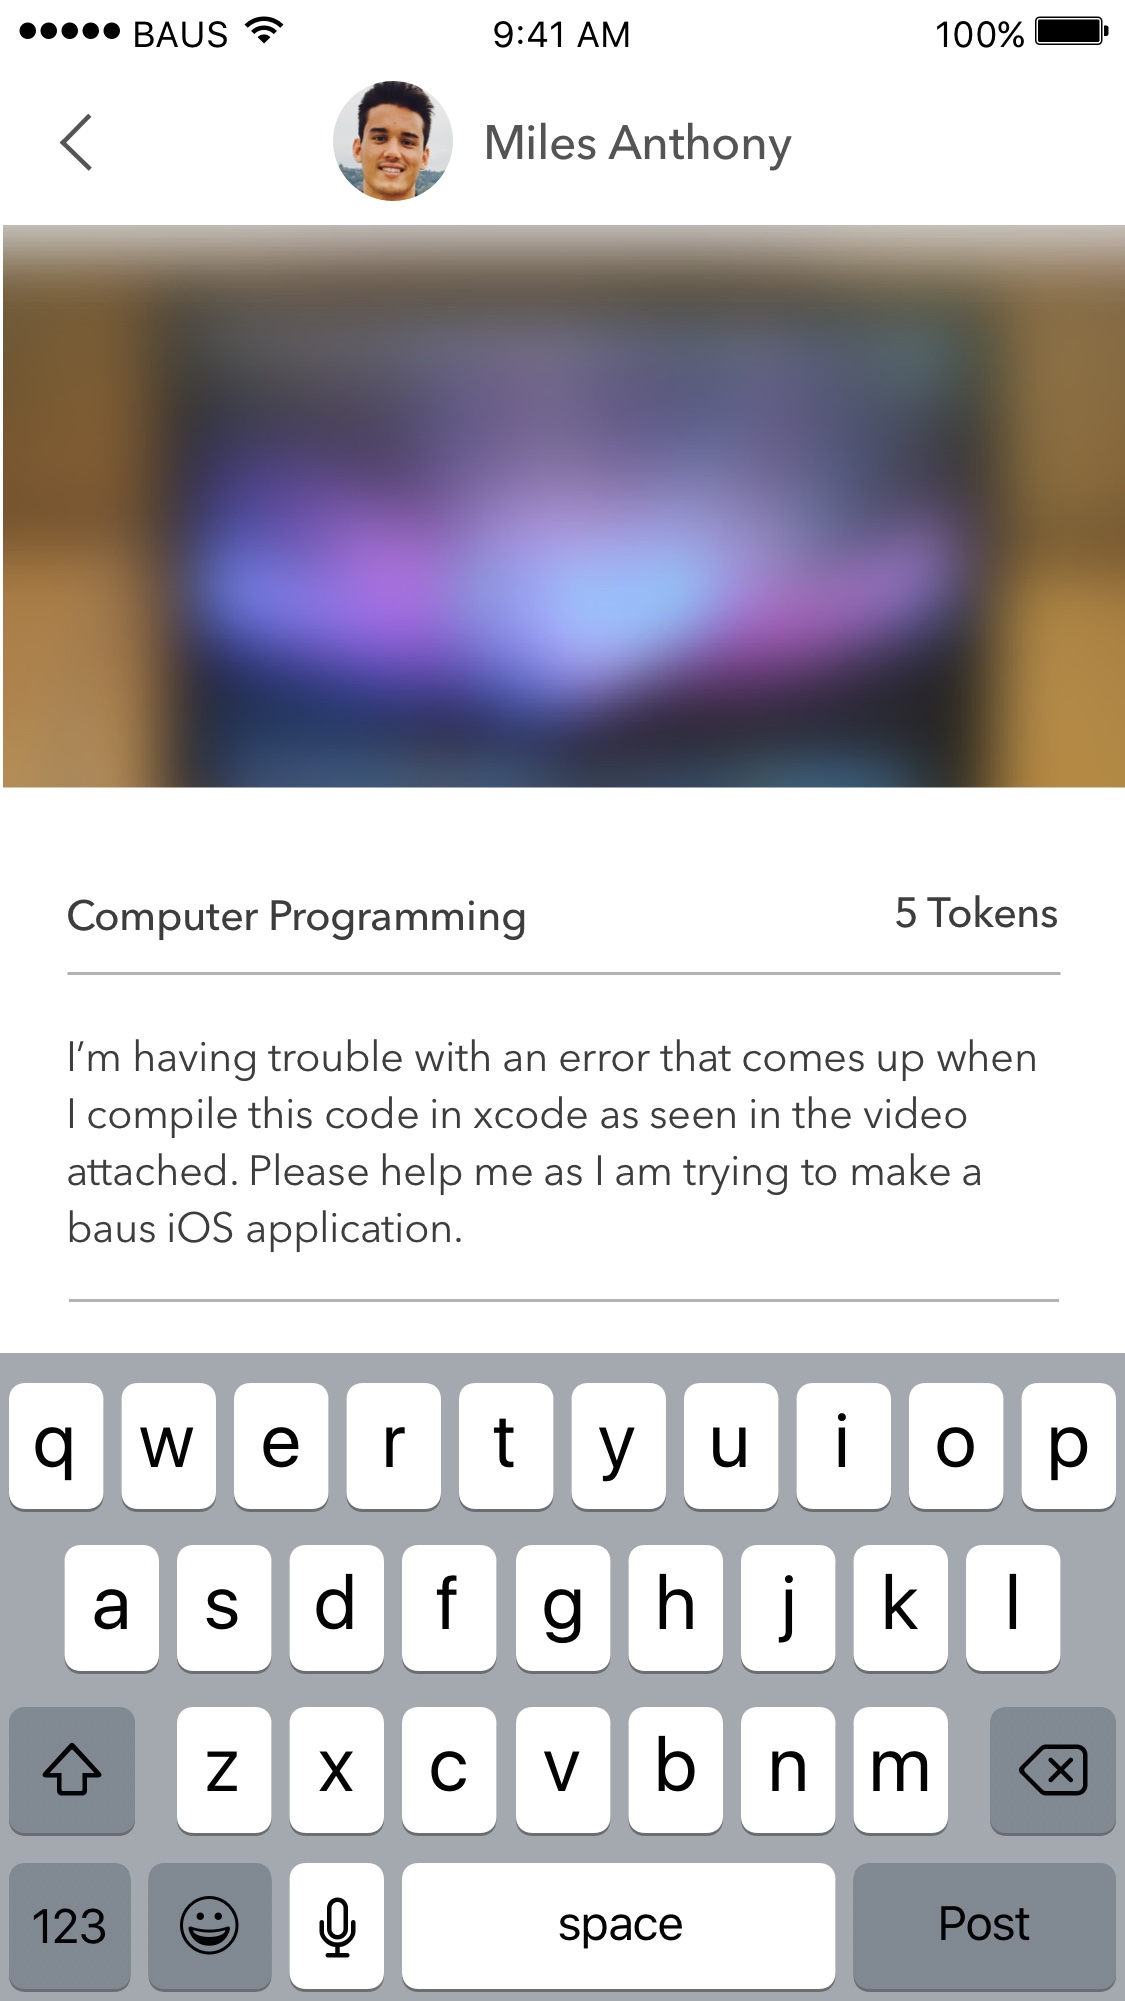 BAUS 9:41 AM 100%
Miles Anthony
Computer Programming 5 Tokens
I’m having trouble with an error that comes up when
I compile this code in xcode as seen in the video
attached. Please help me as I am trying to make a
baus iOS application.
q w e r t y u i o p
a s d f g h j k l
z x c v b n m
123 space Post